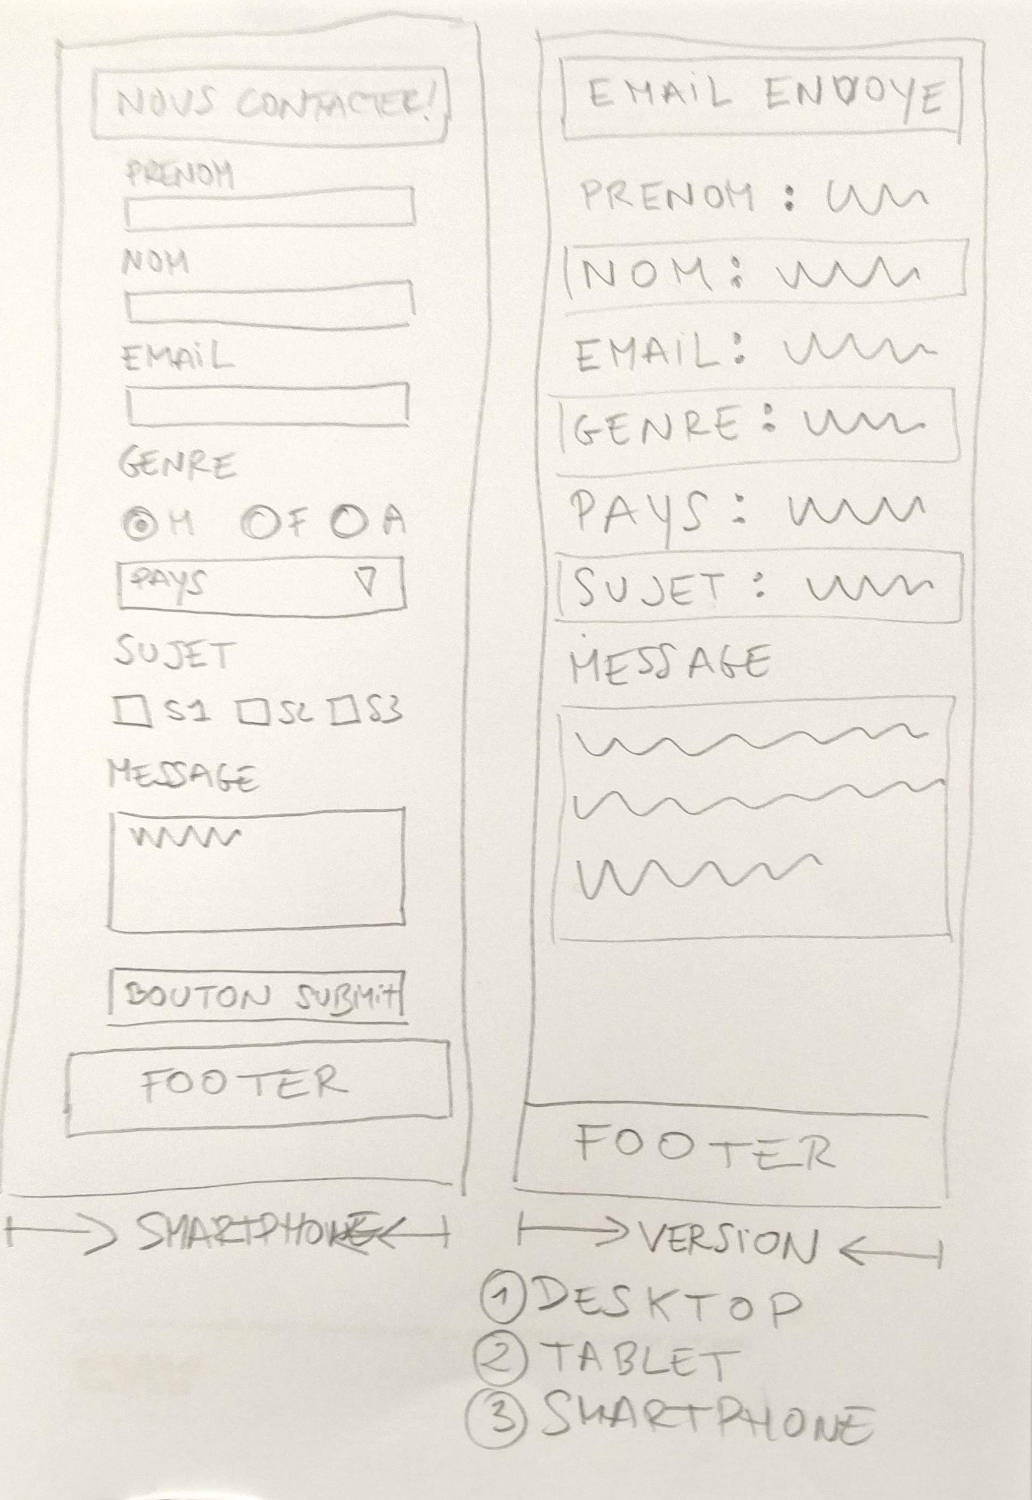 NOUS CONTACTER!
PRENOM
NOM
EMAIL
GENRE
M F A
PAYS
SUJET
S1 S2 S3
MESSAGE
BOUTON SUBMIT
FOOTER
SMARTPHONE
EMAIL ENVOYE
PRENOM :
NOM :
EMAIL :
GENRE :
PAYS :
SUJET :
MESSAGE
FOOTER
VERSION
1 DESKTOP
2 TABLET
3 SMARTPHONE